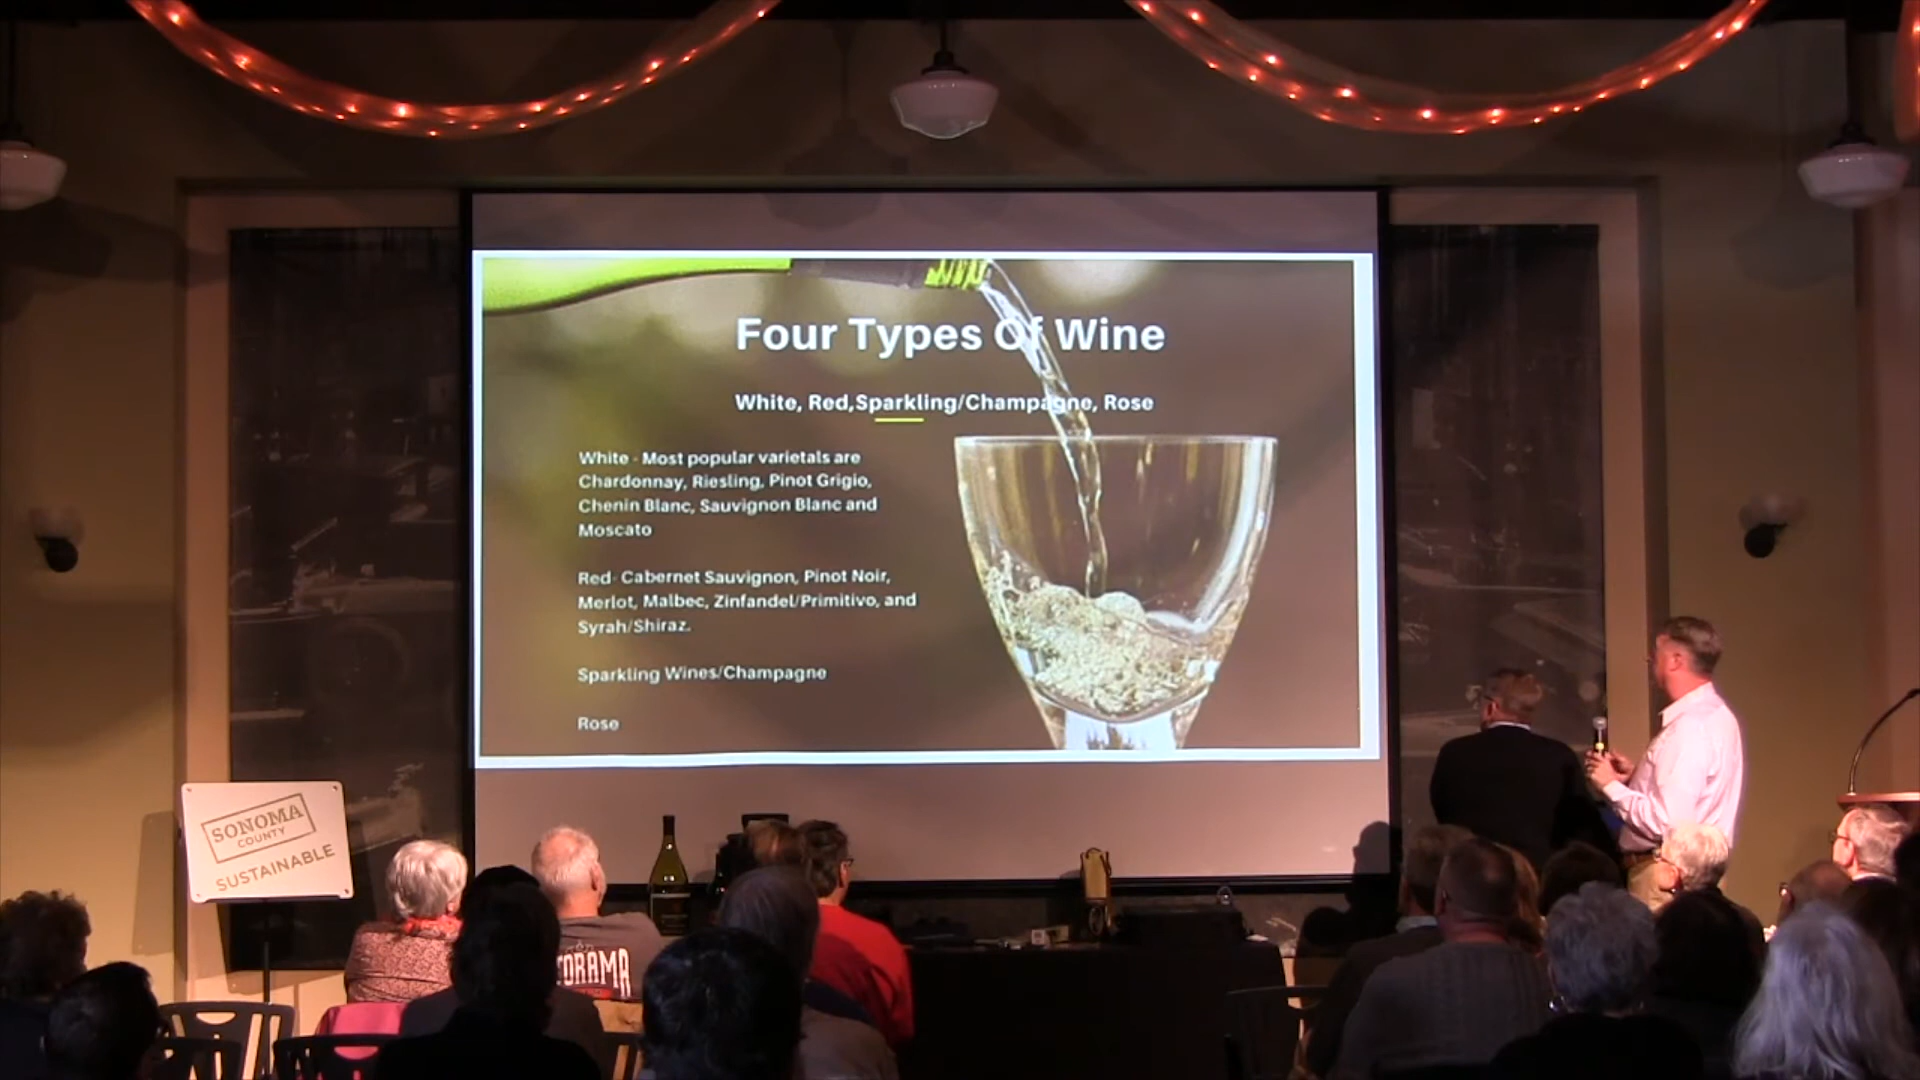 Four Types Of Wine
White, Red,Sparkling/Champagne, Rose
White - Most popular varietals are
Chardonnay, Riesling, Pinot Grigio,
Chenin Blanc, Sauvignon Blanc and
Moscato
Red- Cabernet Sauvignon, Pinot Noir,
Merlot, Malbec, Zinfandel/Primitivo, and
Syrah/Shiraz.
Sparkling Wines/Champagne
Rose
SONOMA
COUNTY
SUSTAINABLE
ORAMA